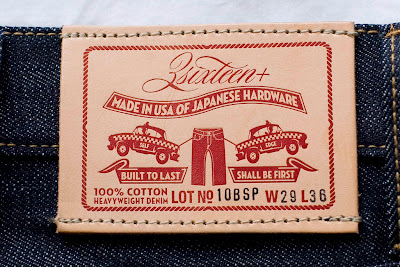 3sixteen+
MADE IN USA OF JAPANESE HARDWARE
SELF EDGE
BUILT TO LAST SHALL BE FIRST
100% COTTON
HEAVYWEIGHT DENIM LOT No 10BSP W29 L36